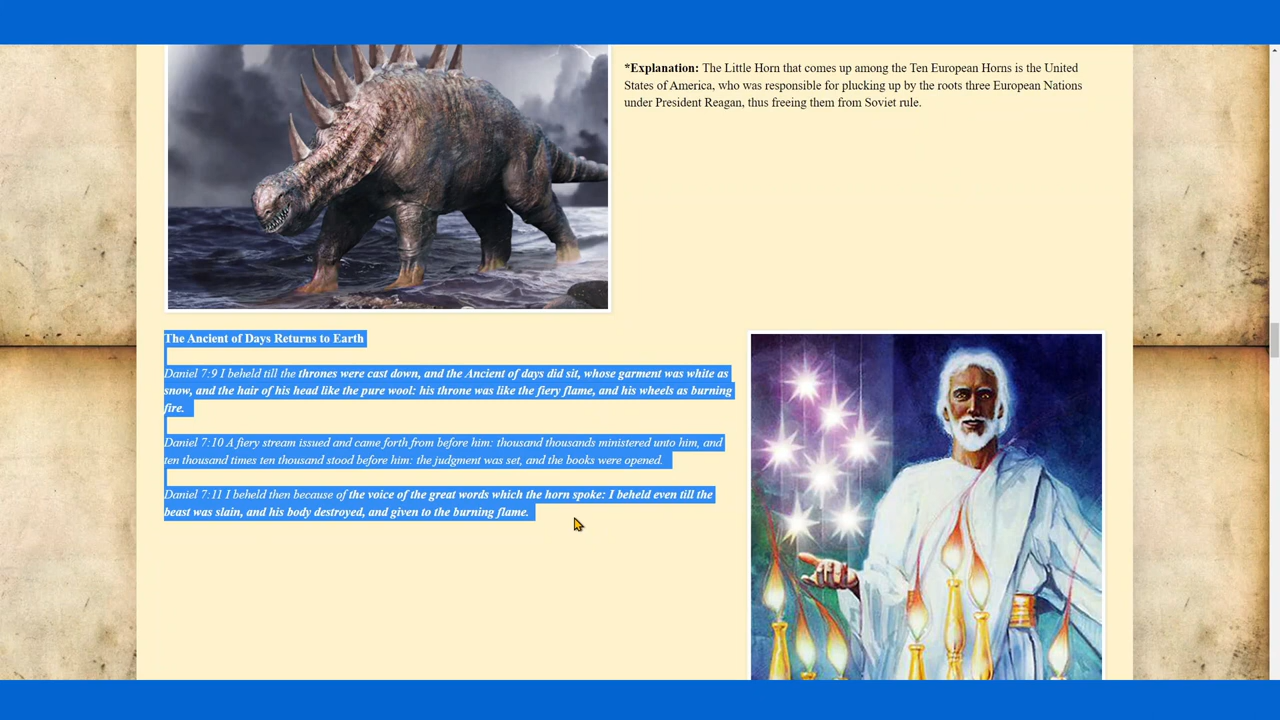 *Explanation: The Little Horn that comes up among the Ten European Horns is the United
States of America, who was responsible for plucking up by the roots three European Nations
under President Reagan, thus freeing them from Soviet rule.
The Ancient of Days Returns to Earth
Daniel 7:9 I beheld till the thrones were cast down, and the Ancient of days did sit, whose garment was white as
snow, and the hair of his head like the pure wool: his throne was like the fiery flame, and his wheels as burning
fire.
Daniel 7:10 A fiery stream issued and came forth from before him: thousand thousands ministered unto him, and
ten thousand times ten thousand stood before him: the judgment was set, and the books were opened.
Daniel 7:11 I beheld then because of the voice of the great words which the horn spoke: I beheld even till the
beast was slain, and his body destroyed, and given to the burning flame.